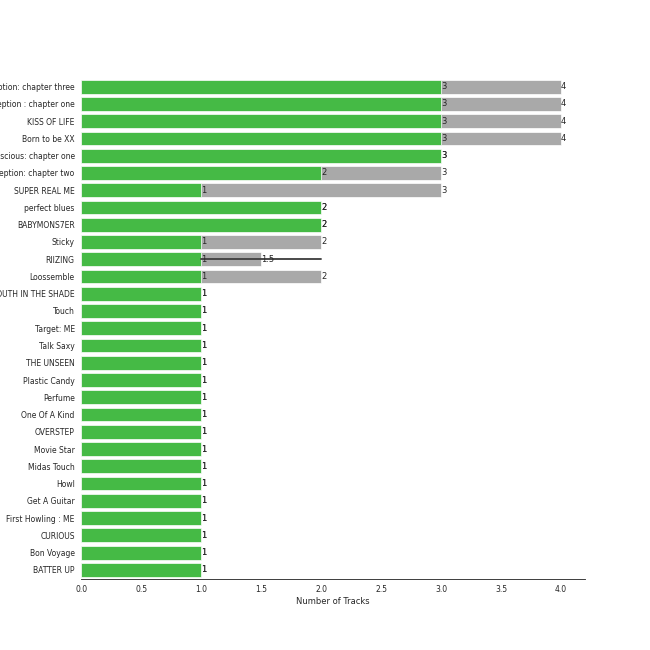 ption: chapter three 3 4
eption : chapter one 3 4
KISS OF LIFE 3 4
Born to be XX 3 4
scious: chapter one 3
eption: chapter two 2 3
SUPER REAL ME 1 3
perfect blues 2
BABYMONS7ER 2
Sticky 1 2
RIIZING 1 1.5
Loossemble 1 2
OUTH IN THE SHADE 1
Touch 1
Target: ME 1
Talk Saxy 1
THE UNSEEN 1
Plastic Candy 1
Perfume 1
One Of A Kind 1
OVERSTEP 1
Movie Star 1
Midas Touch 1
Howl 1
Get A Guitar 1
First Howling : ME 1
CURIOUS 1
Bon Voyage 1
BATTER UP 1
0.0 0.5 1.0 1.5 2.0 2.5 3.0 3.5 4.0
Number of Tracks